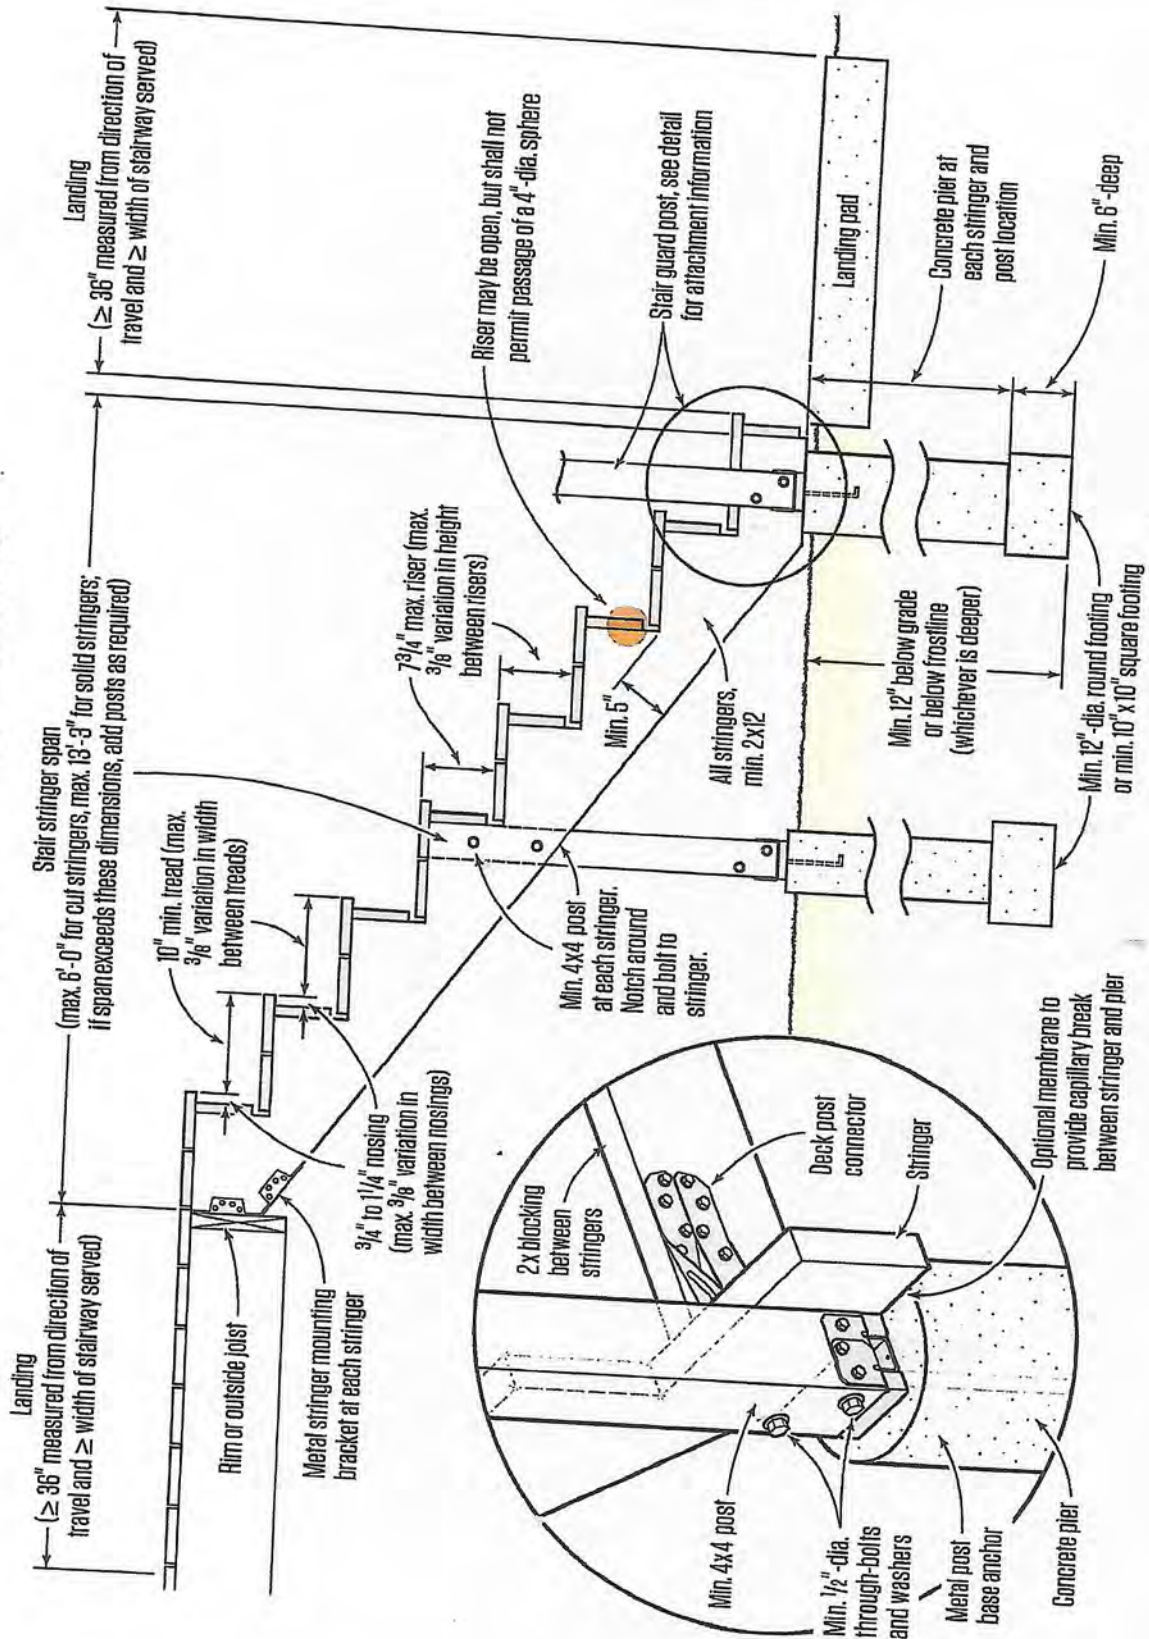 Landing
(≥ 36" measured from direction of
travel and ≥ width of stairway served)
Stair stringer span
(max. 6'-0" for cut stringers, max. 13'-3" for solid stringers;
if span exceeds these dimensions, add posts as required)
Landing
(≥ 36" measured from direction of
travel and ≥ width of stairway served)
10" min. tread (max.
3/8" variation in width
between treads)
7 3/4" max. riser (max.
3/8" variation in height
between risers)
Riser may be open, but shall not
permit passage of a 4"-dia. sphere
Rim or outside joist
Metal stringer mounting
bracket at each stringer
3/4" to 1 1/4" nosing
(max. 3/8" variation in
width between nosings)
Min. 4x4 post
at each stringer.
Notch around
and bolt to
stringer.
Min. 5"
All stringers,
min. 2x12
Stair guard post, see detail
for attachment information
Landing pad
Min. 12" below grade
or below frostline
(whichever is deeper)
Concrete pier at
each stringer and
post location
Min. 6"-deep
Min. 12"-dia. round footing
or min. 10"x 10" square footing
2x blocking
between
stringers
Deck post
connector
Stringer
Optional membrane to
provide capillary break
between stringer and pier
Min. 4x4 post
Min. 1/2"-dia.
through-bolts
and washers
Metal post
base anchor
Concrete pier